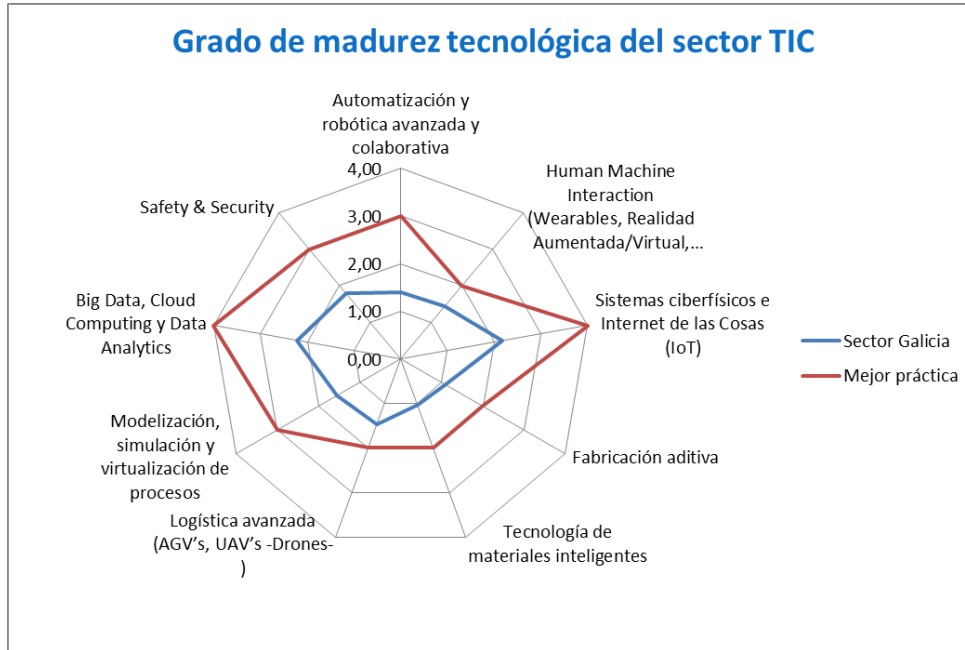 Grado de madurez tecnológica del sector TIC
Automatización y
robótica avanzada y
colaborativa
4,00
3,00
2,00
1,00
0,00
Human Machine
Interaction
(Wearables, Realidad
Aumentada/Virtual,...
Sistemas ciberfísicos e
Internet de las Cosas
(IoT)
Fabricación aditiva
Tecnología de
materiales inteligentes
Logística avanzada
(AGV's, UAV's -Drones-
)
Modelización,
simulación y
virtualización de
procesos
Big Data, Cloud
Computing y Data
Analytics
Safety & Security
Sector Galicia
Mejor práctica